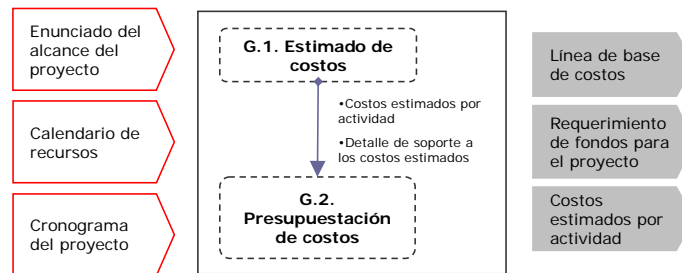 Enunciado del
alcance del
proyecto
Calendario de
recursos
Cronograma
del proyecto
G.1. Estimado de
costos
•Costos estimados por
actividad
•Detalle de soporte a
los costos estimados
G.2.
Presupuestación
de costos
Línea de base
de costos
Requerimiento
de fondos para
el proyecto
Costos
estimados por
actividad